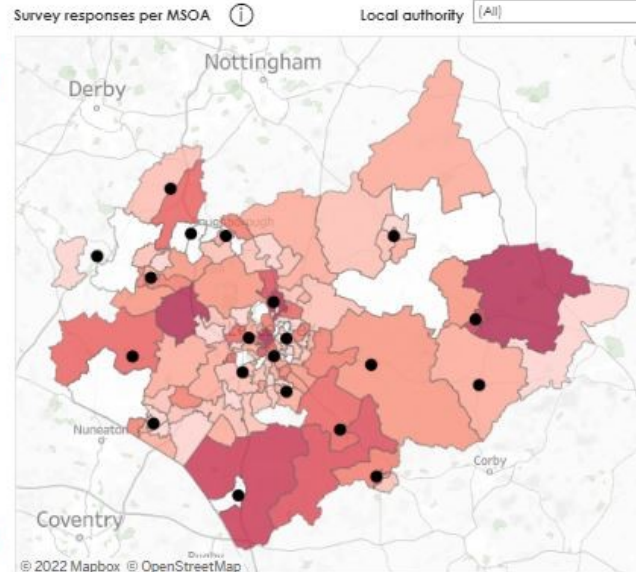 Survey responses per MSOA ⓘ Local authority (All)
Nottingham
Derby
Nuneaton
Corby
Coventry
© 2022 Mapbox © OpenStreetMap